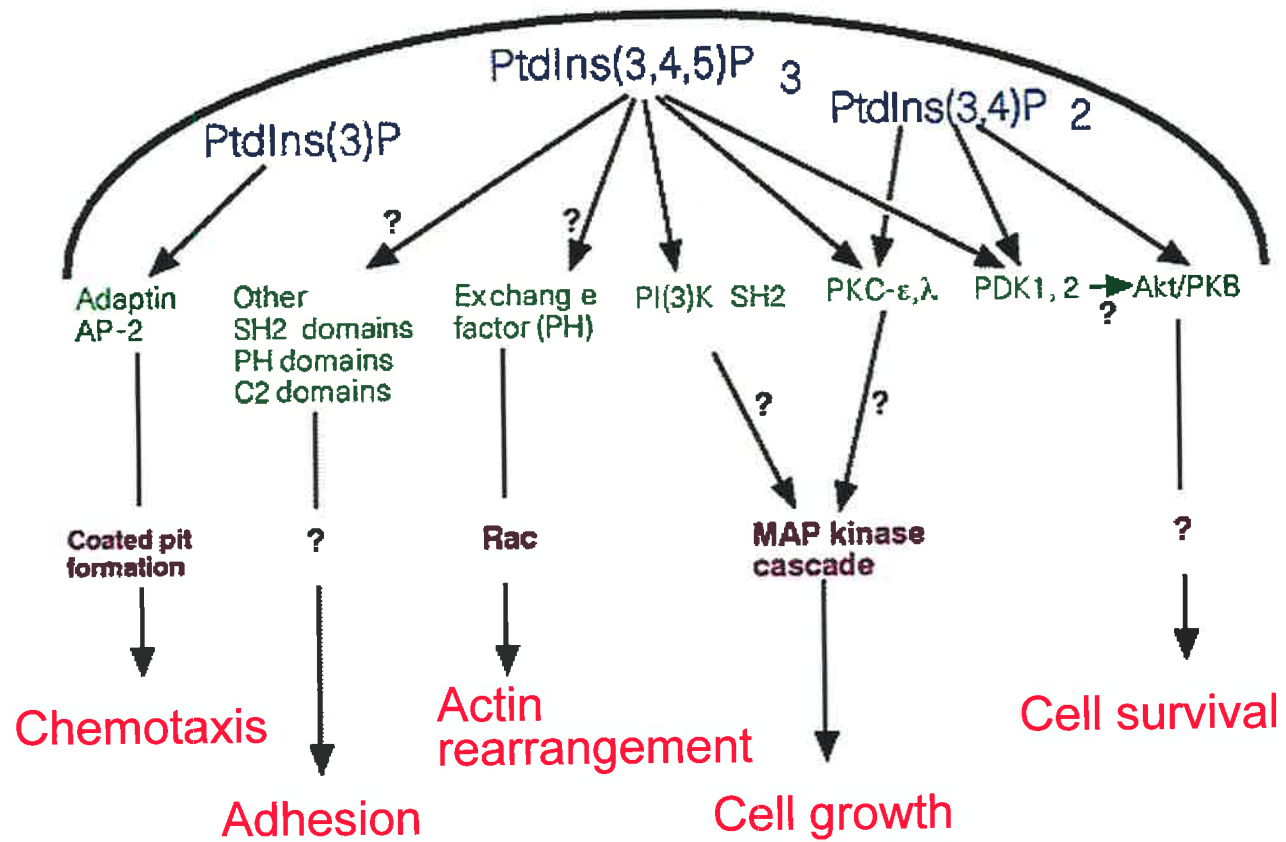 PtdIns(3,4,5)P 3
PtdIns(3,4)P 2
PtdIns(3)P
?
?
Adaptin
AP-2
Other
SH2 domains
PH domains
C2 domains
Exchang e
factor (PH)
PI(3)K SH2
PKC-ε,λ
PDK1, 2
?
Akt/PKB
?
?
Coated pit
formation
?
Rac
MAP kinase
cascade
?
Chemotaxis
Adhesion
Actin
rearrangement
Cell growth
Cell survival